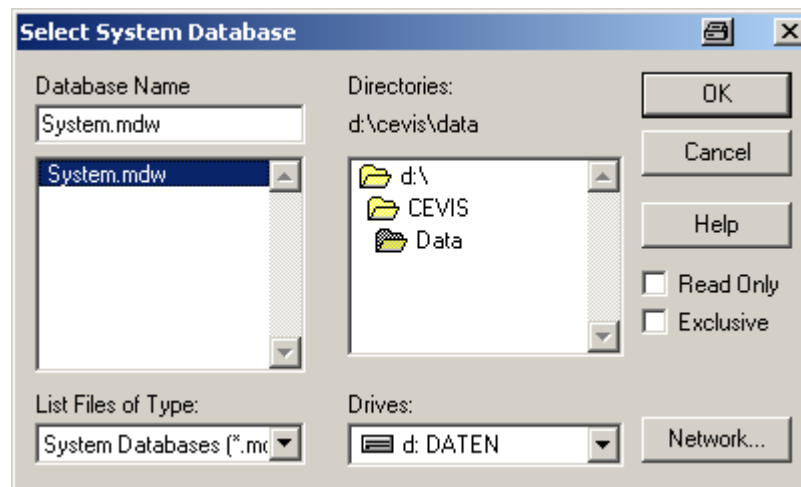 Select System Database
Database Name
System.mdw
System.mdw
List Files of Type:
System Databases (*.m
Directories:
d:\cevis\data
d:\
CEVIS
Data
Drives:
d: DATEN
OK
Cancel
Help
Read Only
Exclusive
Network...